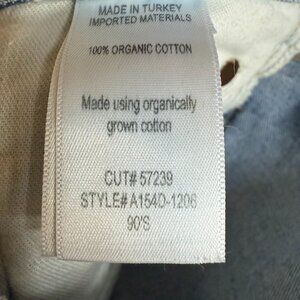 MADE IN TURKEY
IMPORTED MATERIALS
100% ORGANIC COTTON
Made using organically
grown cotton
CUT# 57239
STYLE# A154D-1206
90'S